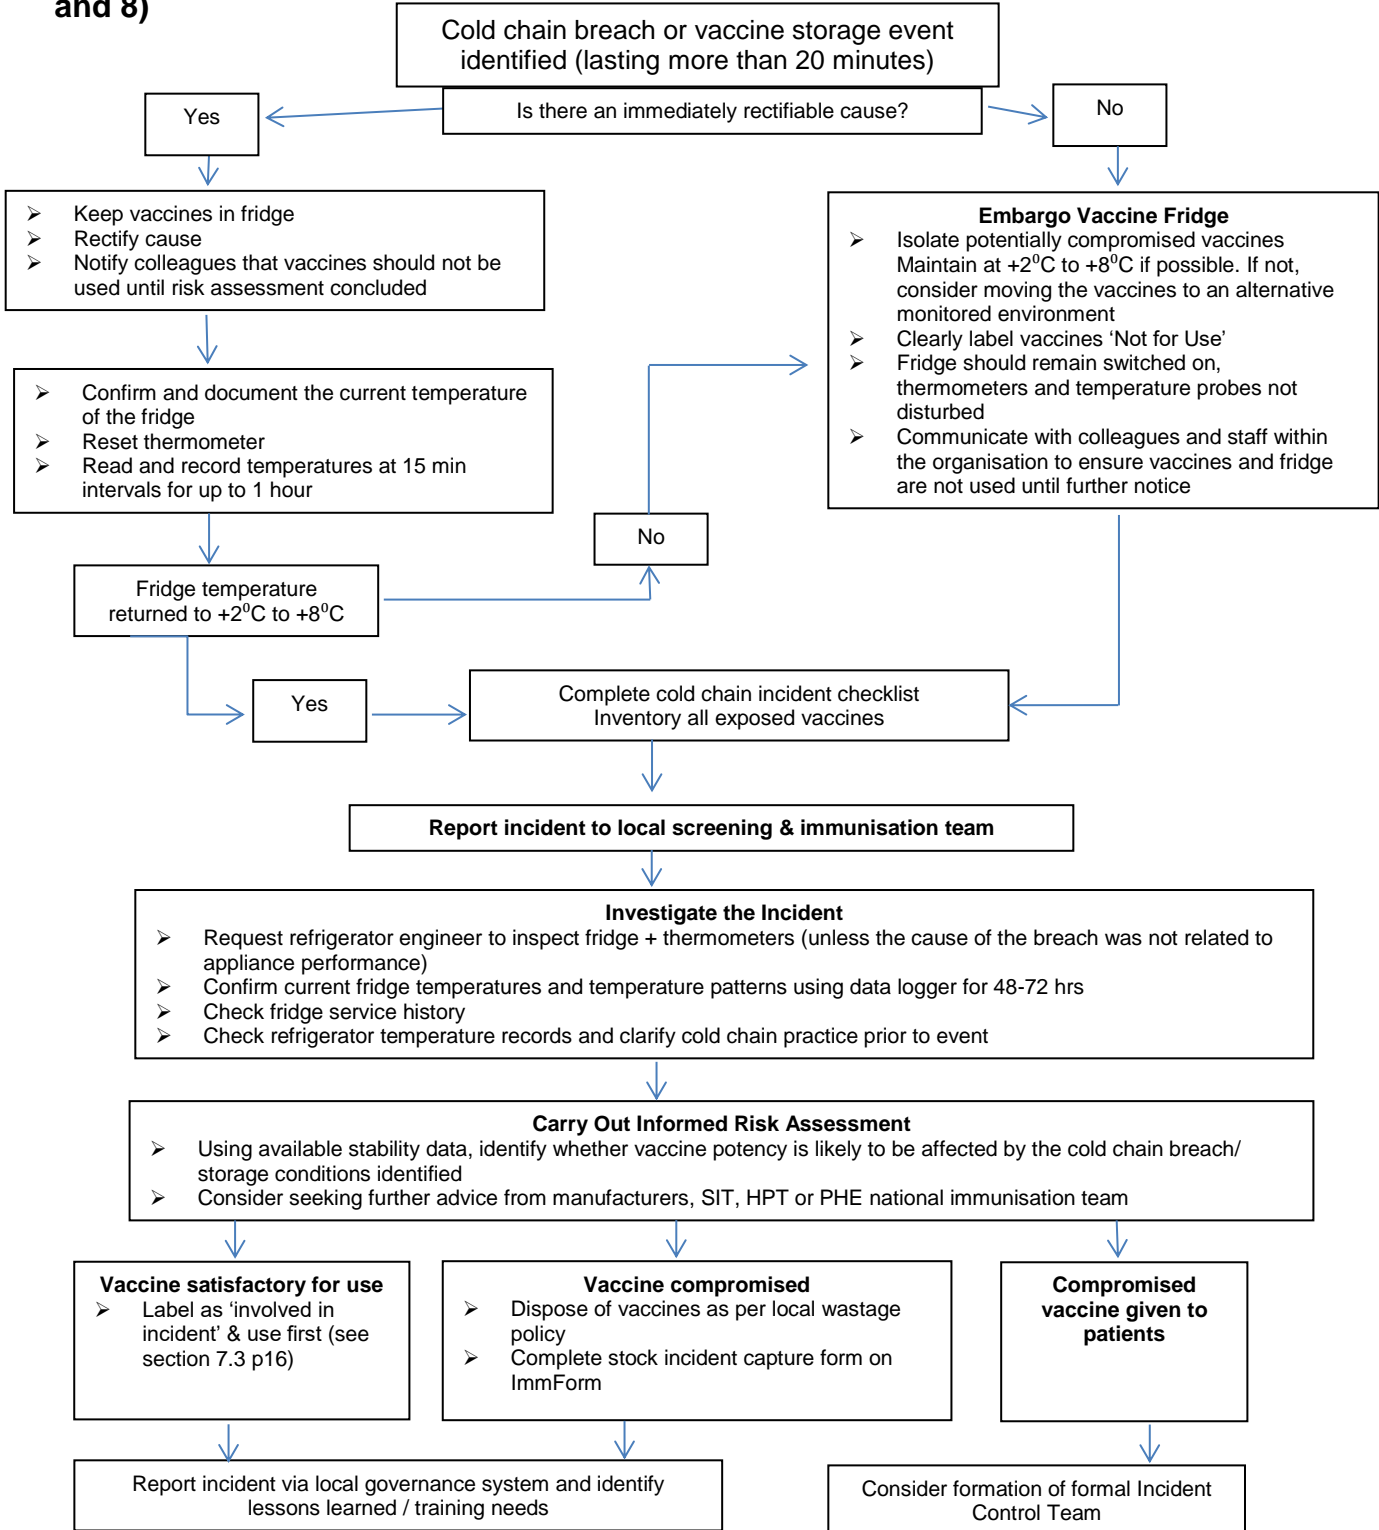 and 8)
Cold chain breach or vaccine storage event
identified (lasting more than 20 minutes)
Is there an immediately rectifiable cause?
Yes
No
➢ Keep vaccines in fridge
➢ Rectify cause
➢ Notify colleagues that vaccines should not be
used until risk assessment concluded
Embargo Vaccine Fridge
➢ Isolate potentially compromised vaccines
Maintain at +2⁰C to +8⁰C if possible. If not,
consider moving the vaccines to an alternative
monitored environment
➢ Clearly label vaccines ‘Not for Use’
➢ Fridge should remain switched on,
thermometers and temperature probes not
disturbed
➢ Communicate with colleagues and staff within
the organisation to ensure vaccines and fridge
are not used until further notice
➢ Confirm and document the current temperature
of the fridge
➢ Reset thermometer
➢ Read and record temperatures at 15 min
intervals for up to 1 hour
No
Fridge temperature
returned to +2⁰C to +8⁰C
Yes
Complete cold chain incident checklist
Inventory all exposed vaccines
Report incident to local screening & immunisation team
Investigate the Incident
➢ Request refrigerator engineer to inspect fridge + thermometers (unless the cause of the breach was not related to
appliance performance)
➢ Confirm current fridge temperatures and temperature patterns using data logger for 48-72 hrs
➢ Check fridge service history
➢ Check refrigerator temperature records and clarify cold chain practice prior to event
Carry Out Informed Risk Assessment
➢ Using available stability data, identify whether vaccine potency is likely to be affected by the cold chain breach/
storage conditions identified
➢ Consider seeking further advice from manufacturers, SIT, HPT or PHE national immunisation team
Vaccine satisfactory for use
➢ Label as ‘involved in
incident’ & use first (see
section 7.3 p16)
Vaccine compromised
➢ Dispose of vaccines as per local wastage
policy
➢ Complete stock incident capture form on
ImmForm
Compromised
vaccine given to
patients
Report incident via local governance system and identify
lessons learned / training needs
Consider formation of formal Incident
Control Team